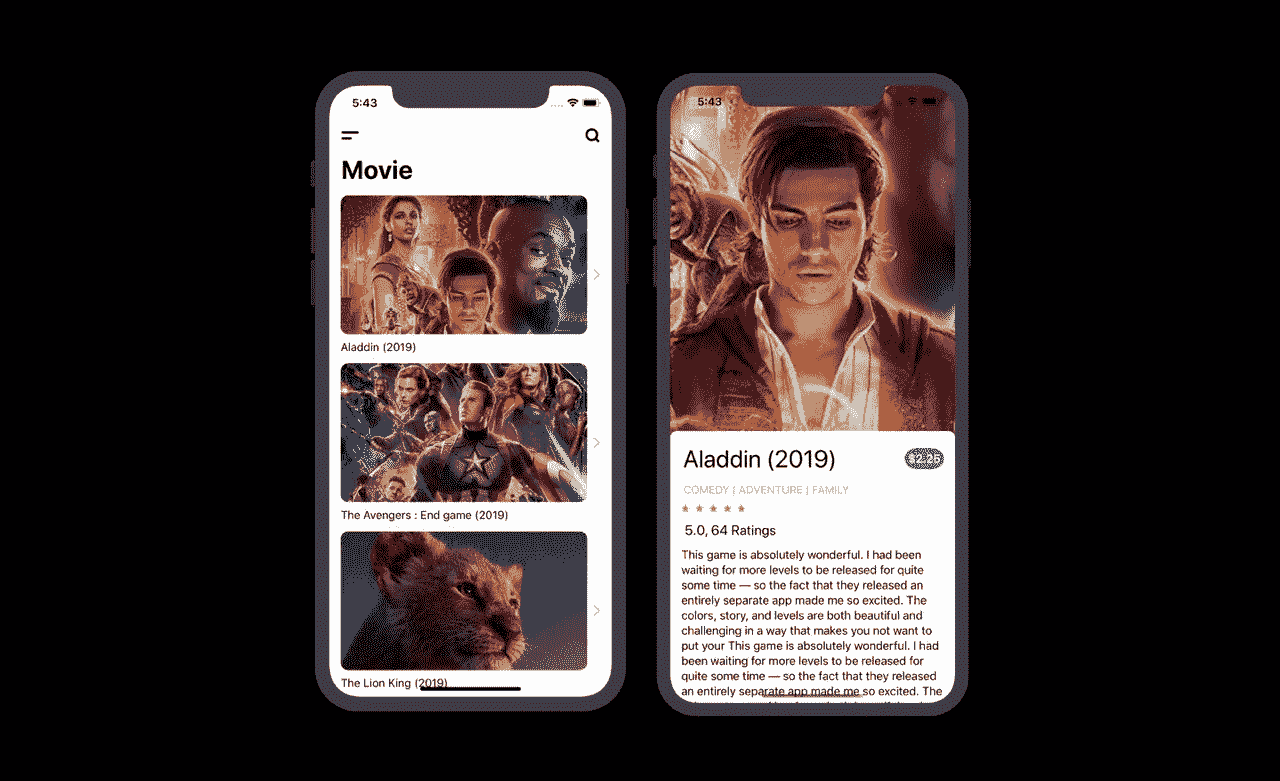 5:43
Movie
Aladdin (2019)
The Avengers : End game (2019)
The Lion King (2019)
5:43
Aladdin (2019)
$2.25
COMEDY | ADVENTURE | FAMILY
5.0, 64 Ratings
This game is absolutely wonderful. I had been
waiting for more levels to be released for quite
some time — so the fact that they released an
entirely separate app made me so excited. The
colors, story, and levels are both beautiful and
challenging in a way that makes you not want to
put your This game is absolutely wonderful. I had
been waiting for more levels to be released for
quite some time — so the fact that they released
an entirely separate app made me so excited. The